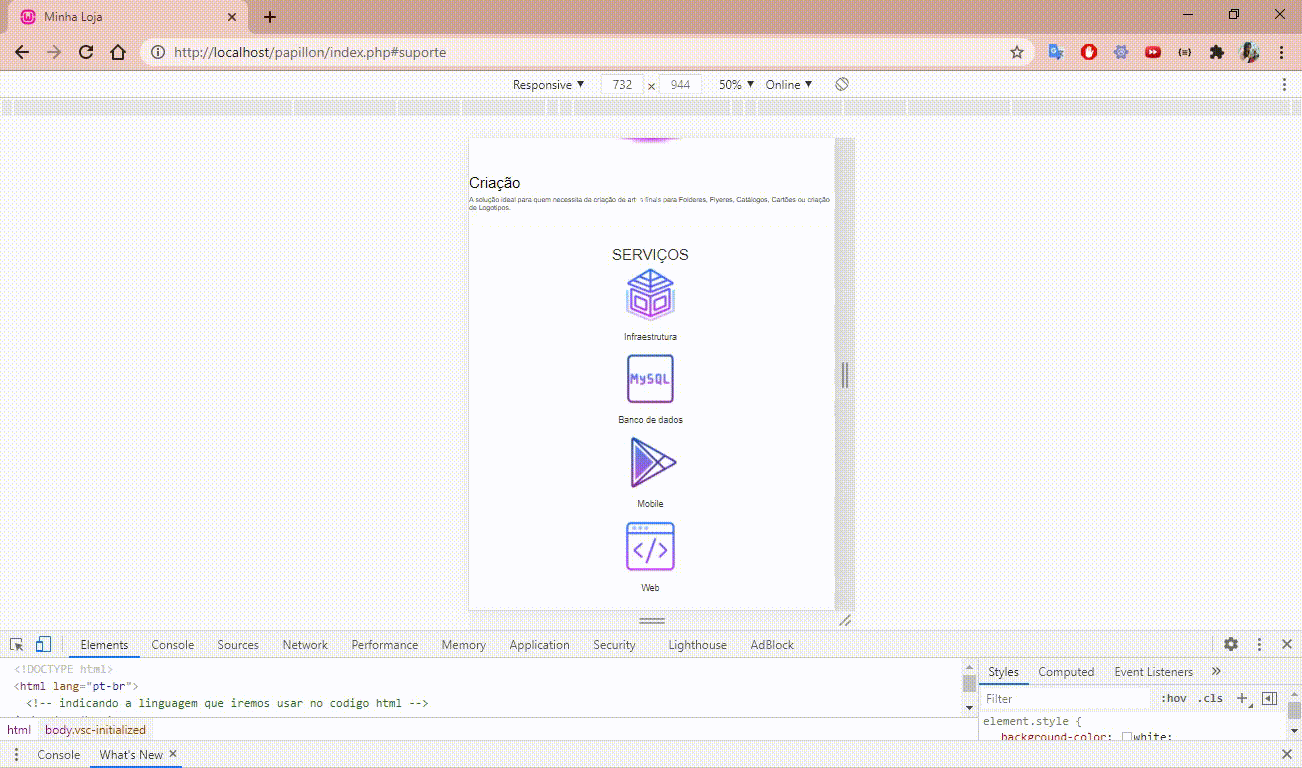 Minha Loja
http://localhost/papillon/index.php#suporte
Responsive ▼ 732 x 944 50% ▼ Online ▼
Criação
A solução ideal para quem necessita da criação de finais para Folderes, Flyeres, Catálogos, Cartões ou criação
de Logotipos.
SERVIÇOS
Infraestrutura
MySQL
Banco de dados
Mobile
</>
Web
Elements Console Sources Network Performance Memory Application Security Lighthouse AdBlock
<!DOCTYPE html>
<html lang="pt-br">
<!-- indicando a linguagem que iremos usar no codigo html -->
html body.vsc-initialized
Styles Computed Event Listeners »
Filter :hov .cls +
element.style {
background-color: white;
Console What's New ×